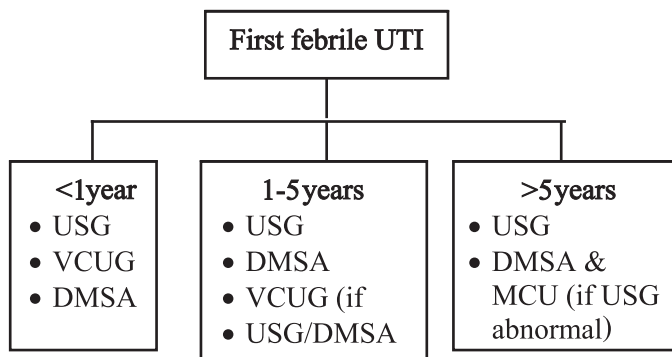 First febrile UTI
<1year
• USG
• VCUG
• DMSA
1-5years
• USG
• DMSA
• VCUG (if
• USG/DMSA
>5years
• USG
• DMSA &
MCU (if USG
abnormal)